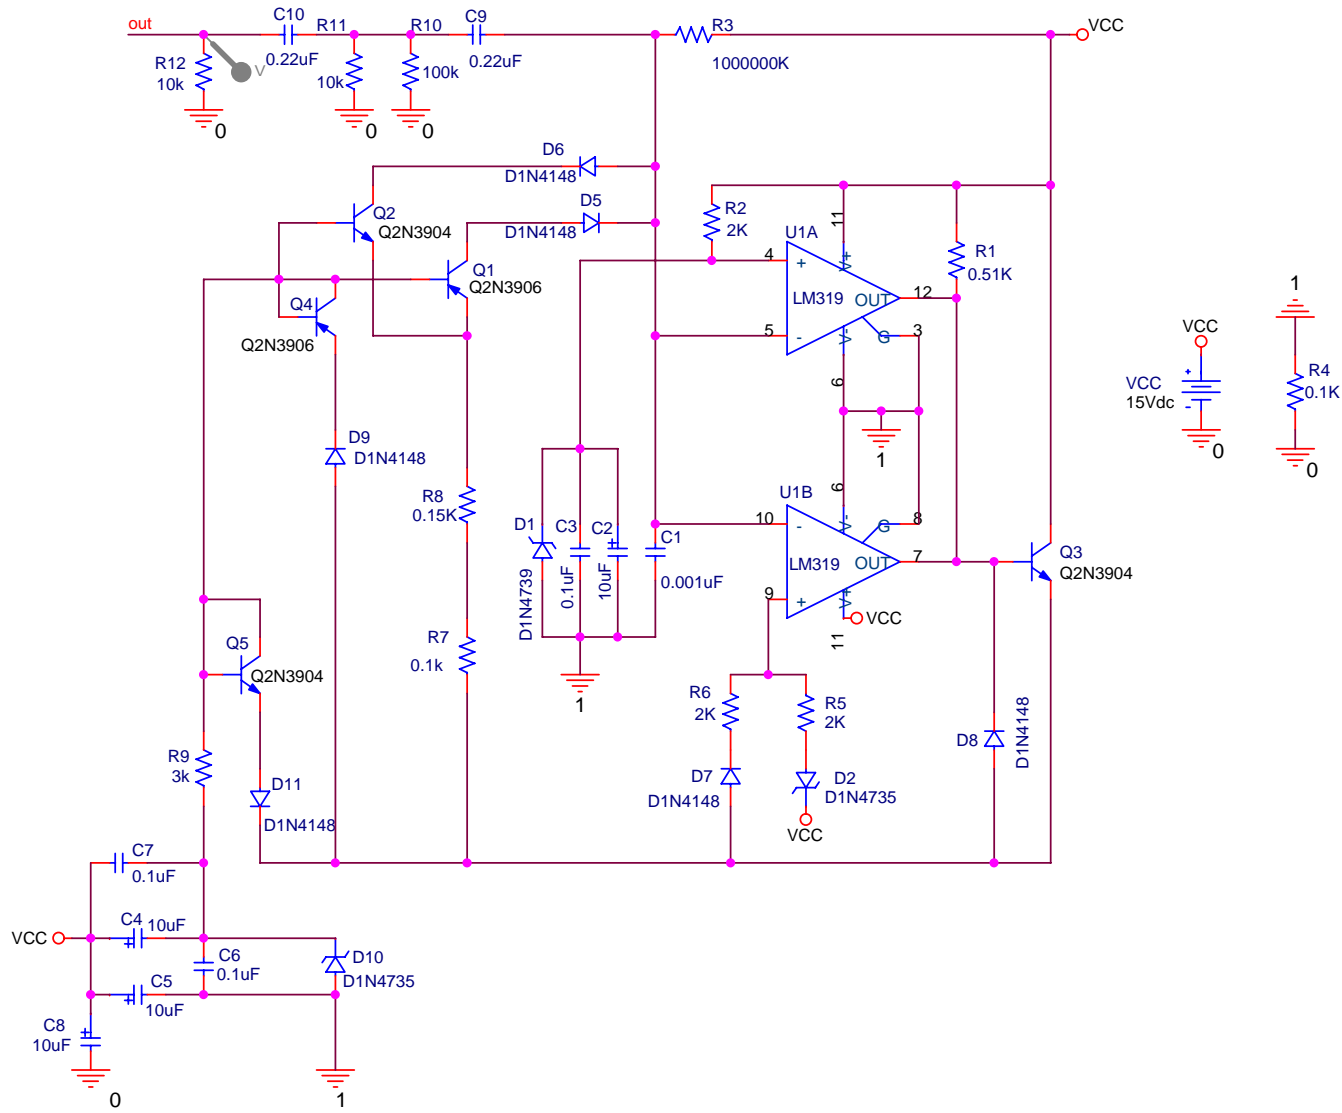 out
C10
0.22uF
R12
10k
V
0
R11
10k
0
R10
100k
0
C9
0.22uF
R3
1000000K
VCC
D6
D1N4148
D5
D1N4148
Q2
Q2N3904
Q1
Q2N3906
Q4
Q2N3906
R2
2K
U1A
LM319
4
+
5
-
11
V+
OUT
12
G
3
V-
6
R1
0.51K
1
VCC
VCC
15Vdc
+
-
0
1
R4
0.1K
0
D9
D1N4148
R8
0.15K
D1
D1N4739
C3
0.1uF
C2
10uF
C1
0.001uF
1
U1B
LM319
10
-
9
+
6
V-
G
8
OUT
7
V+
11
VCC
Q3
Q2N3904
Q5
Q2N3904
R7
0.1k
R6
2K
R5
2K
D7
D1N4148
D2
D1N4735
VCC
D8
D1N4148
R9
3k
D11
D1N4148
C7
0.1uF
VCC
C4
10uF
+
C6
0.1uF
C5
10uF
+
D10
D1N4735
C8
10uF
+
0
1